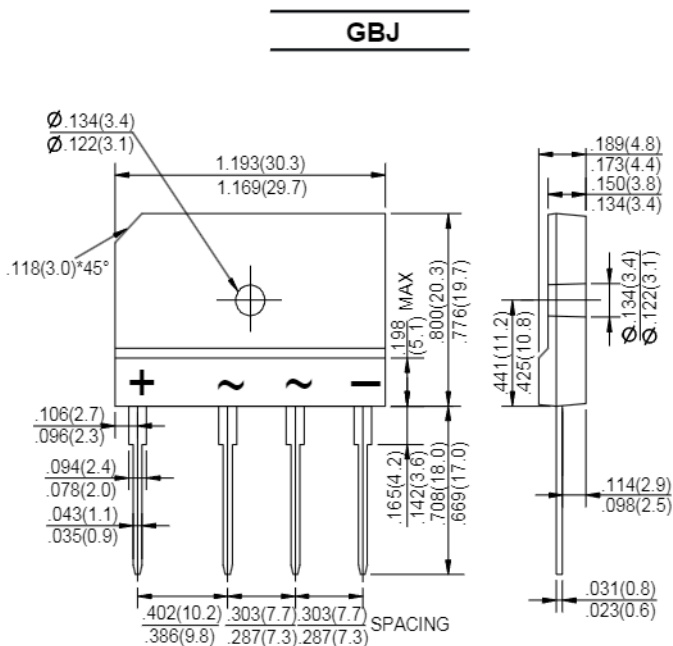 GBJ
Ø.134(3.4)
Ø.122(3.1)
1.193(30.3)
1.169(29.7)
.118(3.0)*45°
.189(4.8)
.173(4.4)
.150(3.8)
.134(3.4)
.198 MAX
(5.1)
.800(20.3)
.776(19.7)
Ø.134(3.4)
Ø.122(3.1)
.441(11.2)
.425(10.8)
+ ~ ~ −
.106(2.7)
.096(2.3)
.094(2.4)
.078(2.0)
.043(1.1)
.035(0.9)
.165(4.2)
.142(3.6)
.708(18.0)
.669(17.0)
.114(2.9)
.098(2.5)
.031(0.8)
.023(0.6)
.402(10.2) .303(7.7) .303(7.7) SPACING
.386(9.8) .287(7.3) .287(7.3)